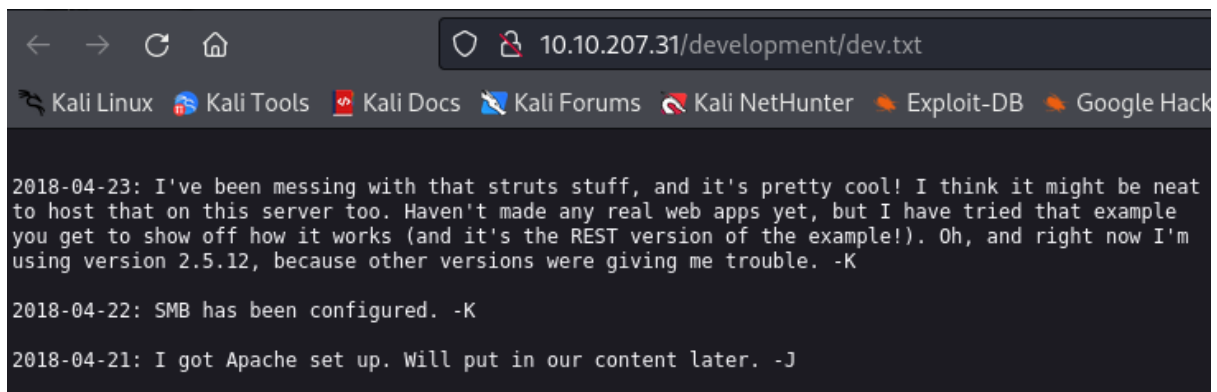 10.10.207.31/development/dev.txt
Kali Linux Kali Tools Kali Docs Kali Forums Kali NetHunter Exploit-DB Google Hack
2018-04-23: I've been messing with that struts stuff, and it's pretty cool! I think it might be neat
to host that on this server too. Haven't made any real web apps yet, but I have tried that example
you get to show off how it works (and it's the REST version of the example!). Oh, and right now I'm
using version 2.5.12, because other versions were giving me trouble. -K
2018-04-22: SMB has been configured. -K
2018-04-21: I got Apache set up. Will put in our content later. -J